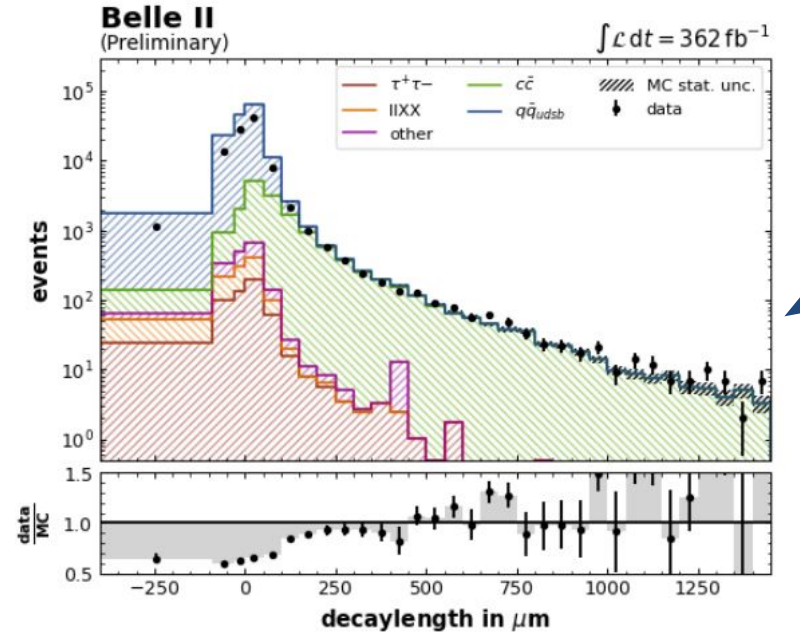 Belle II
(Preliminary)
∫ℒ dt = 362 fb⁻¹
τ⁺τ−
llXX
other
cc̄
qq̄_udsb
MC stat. unc.
data
events
10⁵
10⁴
10³
10²
10¹
10⁰
data
MC
1.5
1.0
0.5
−250
0
250
500
750
1000
1250
decaylength in μm